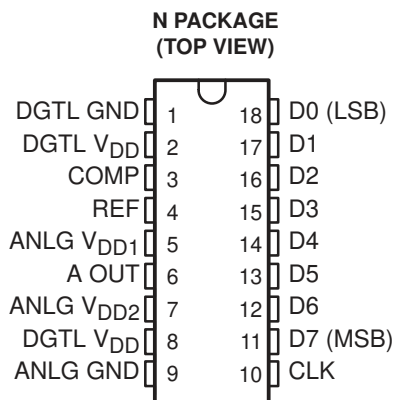 N PACKAGE
(TOP VIEW)
DGTL GND 1 18 D0 (LSB)
DGTL VDD 2 17 D1
COMP 3 16 D2
REF 4 15 D3
ANLG VDD1 5 14 D4
A OUT 6 13 D5
ANLG VDD2 7 12 D6
DGTL VDD 8 11 D7 (MSB)
ANLG GND 9 10 CLK